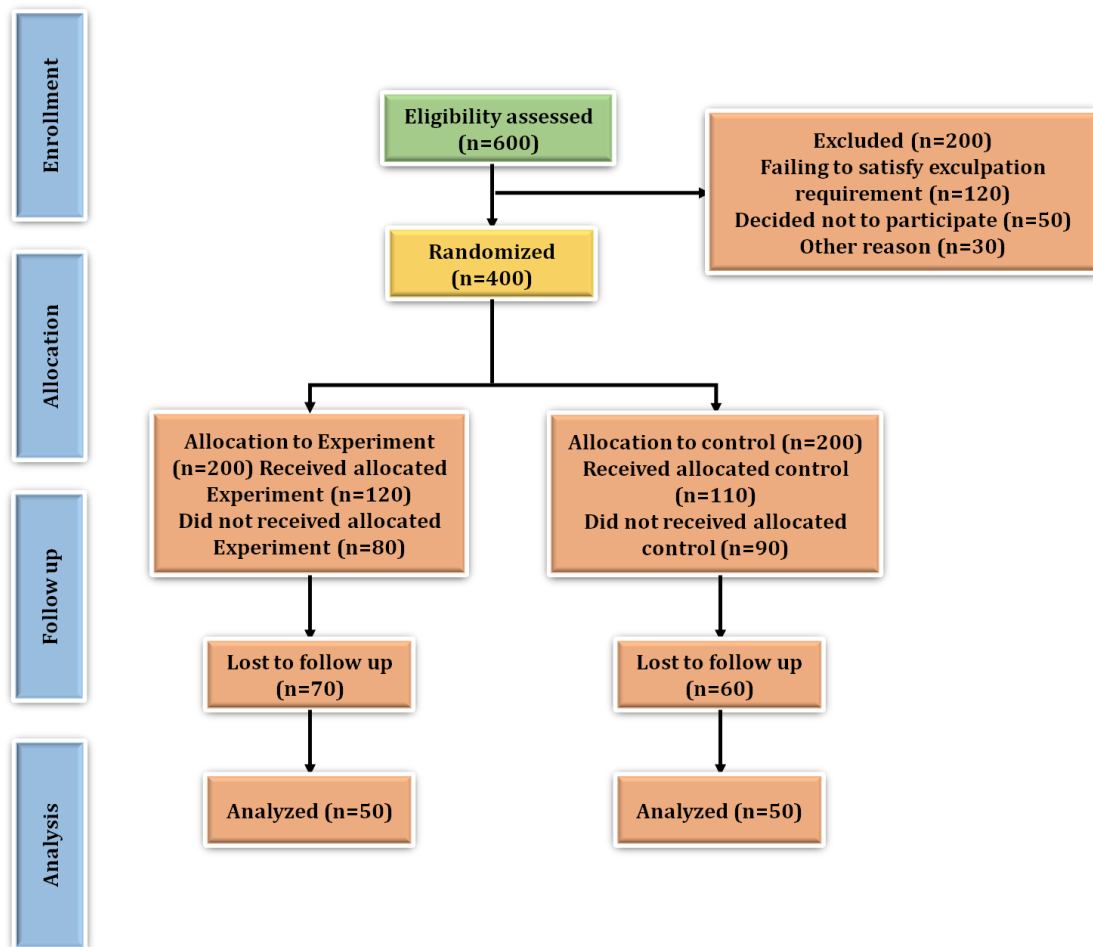 Enrollment
Eligibility assessed
(n=600)
Excluded (n=200)
Failing to satisfy exculpation
requirement (n=120)
Decided not to participate (n=50)
Other reason (n=30)
Randomized
(n=400)
Allocation
Allocation to Experiment
(n=200) Received allocated
Experiment (n=120)
Did not received allocated
Experiment (n=80)
Allocation to control (n=200)
Received allocated control
(n=110)
Did not received allocated
control (n=90)
Follow up
Lost to follow up
(n=70)
Lost to follow up
(n=60)
Analysis
Analyzed (n=50)
Analyzed (n=50)